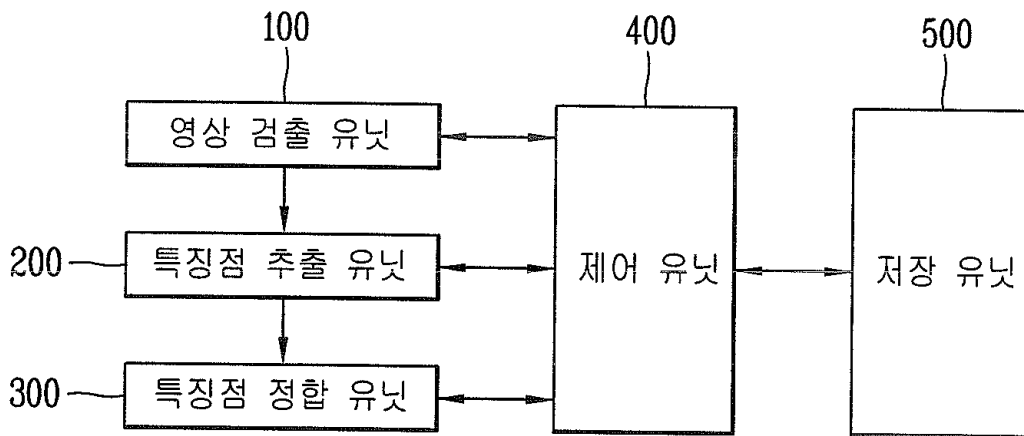 100
400
500
영상 검출 유닛
200
특징점 추출 유닛
제어 유닛
저장 유닛
300
특징점 정합 유닛